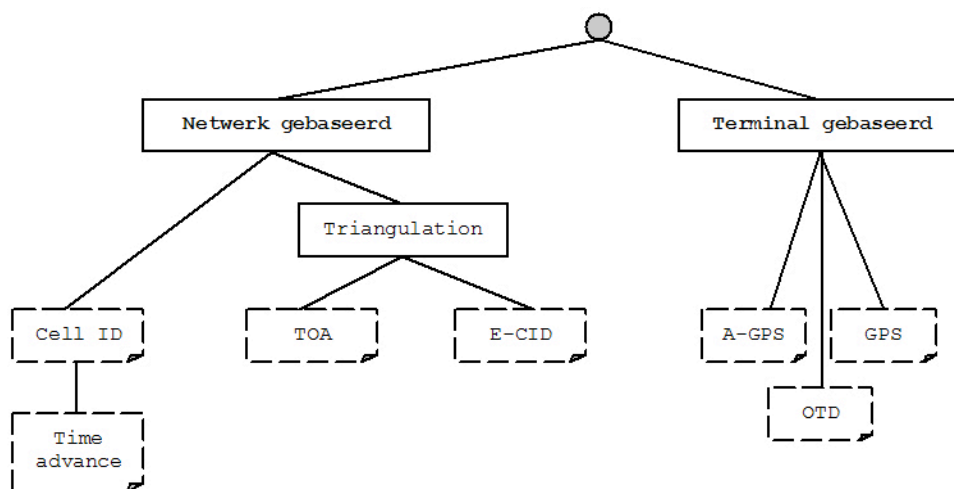 Netwerk gebaseerd
Terminal gebaseerd
Triangulation
Cell ID
TOA
E-CID
A-GPS
GPS
OTD
Time
advance